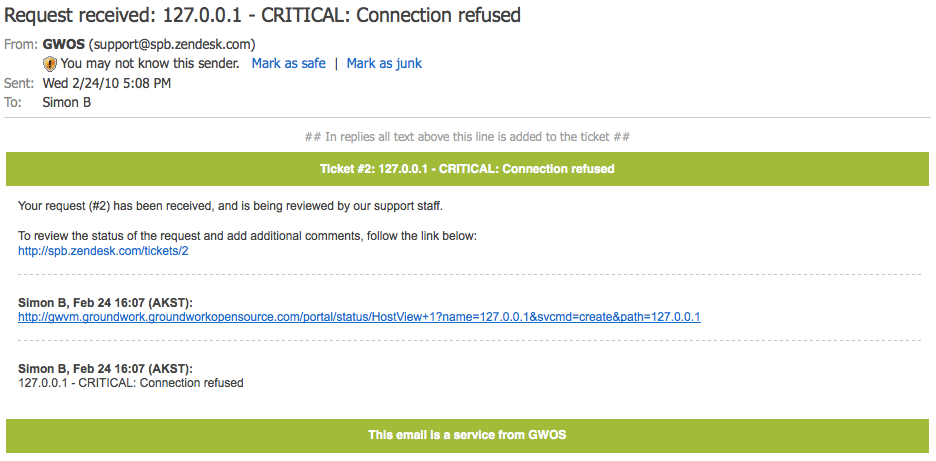 Request received: 127.0.0.1 - CRITICAL: Connection refused
From: GWOS (support@spb.zendesk.com)
You may not know this sender. Mark as safe | Mark as junk
Sent: Wed 2/24/10 5:08 PM
To: Simon B
## In replies all text above this line is added to the ticket ##
Ticket #2: 127.0.0.1 - CRITICAL: Connection refused
Your request (#2) has been received, and is being reviewed by our support staff.
To review the status of the request and add additional comments, follow the link below:
http://spb.zendesk.com/tickets/2
Simon B, Feb 24 16:07 (AKST):
http://gwvm.groundwork.groundworkopensource.com/portal/status/HostView+1?name=127.0.0.1&svcmd=create&path=127.0.0.1
Simon B, Feb 24 16:07 (AKST):
127.0.0.1 - CRITICAL: Connection refused
This email is a service from GWOS